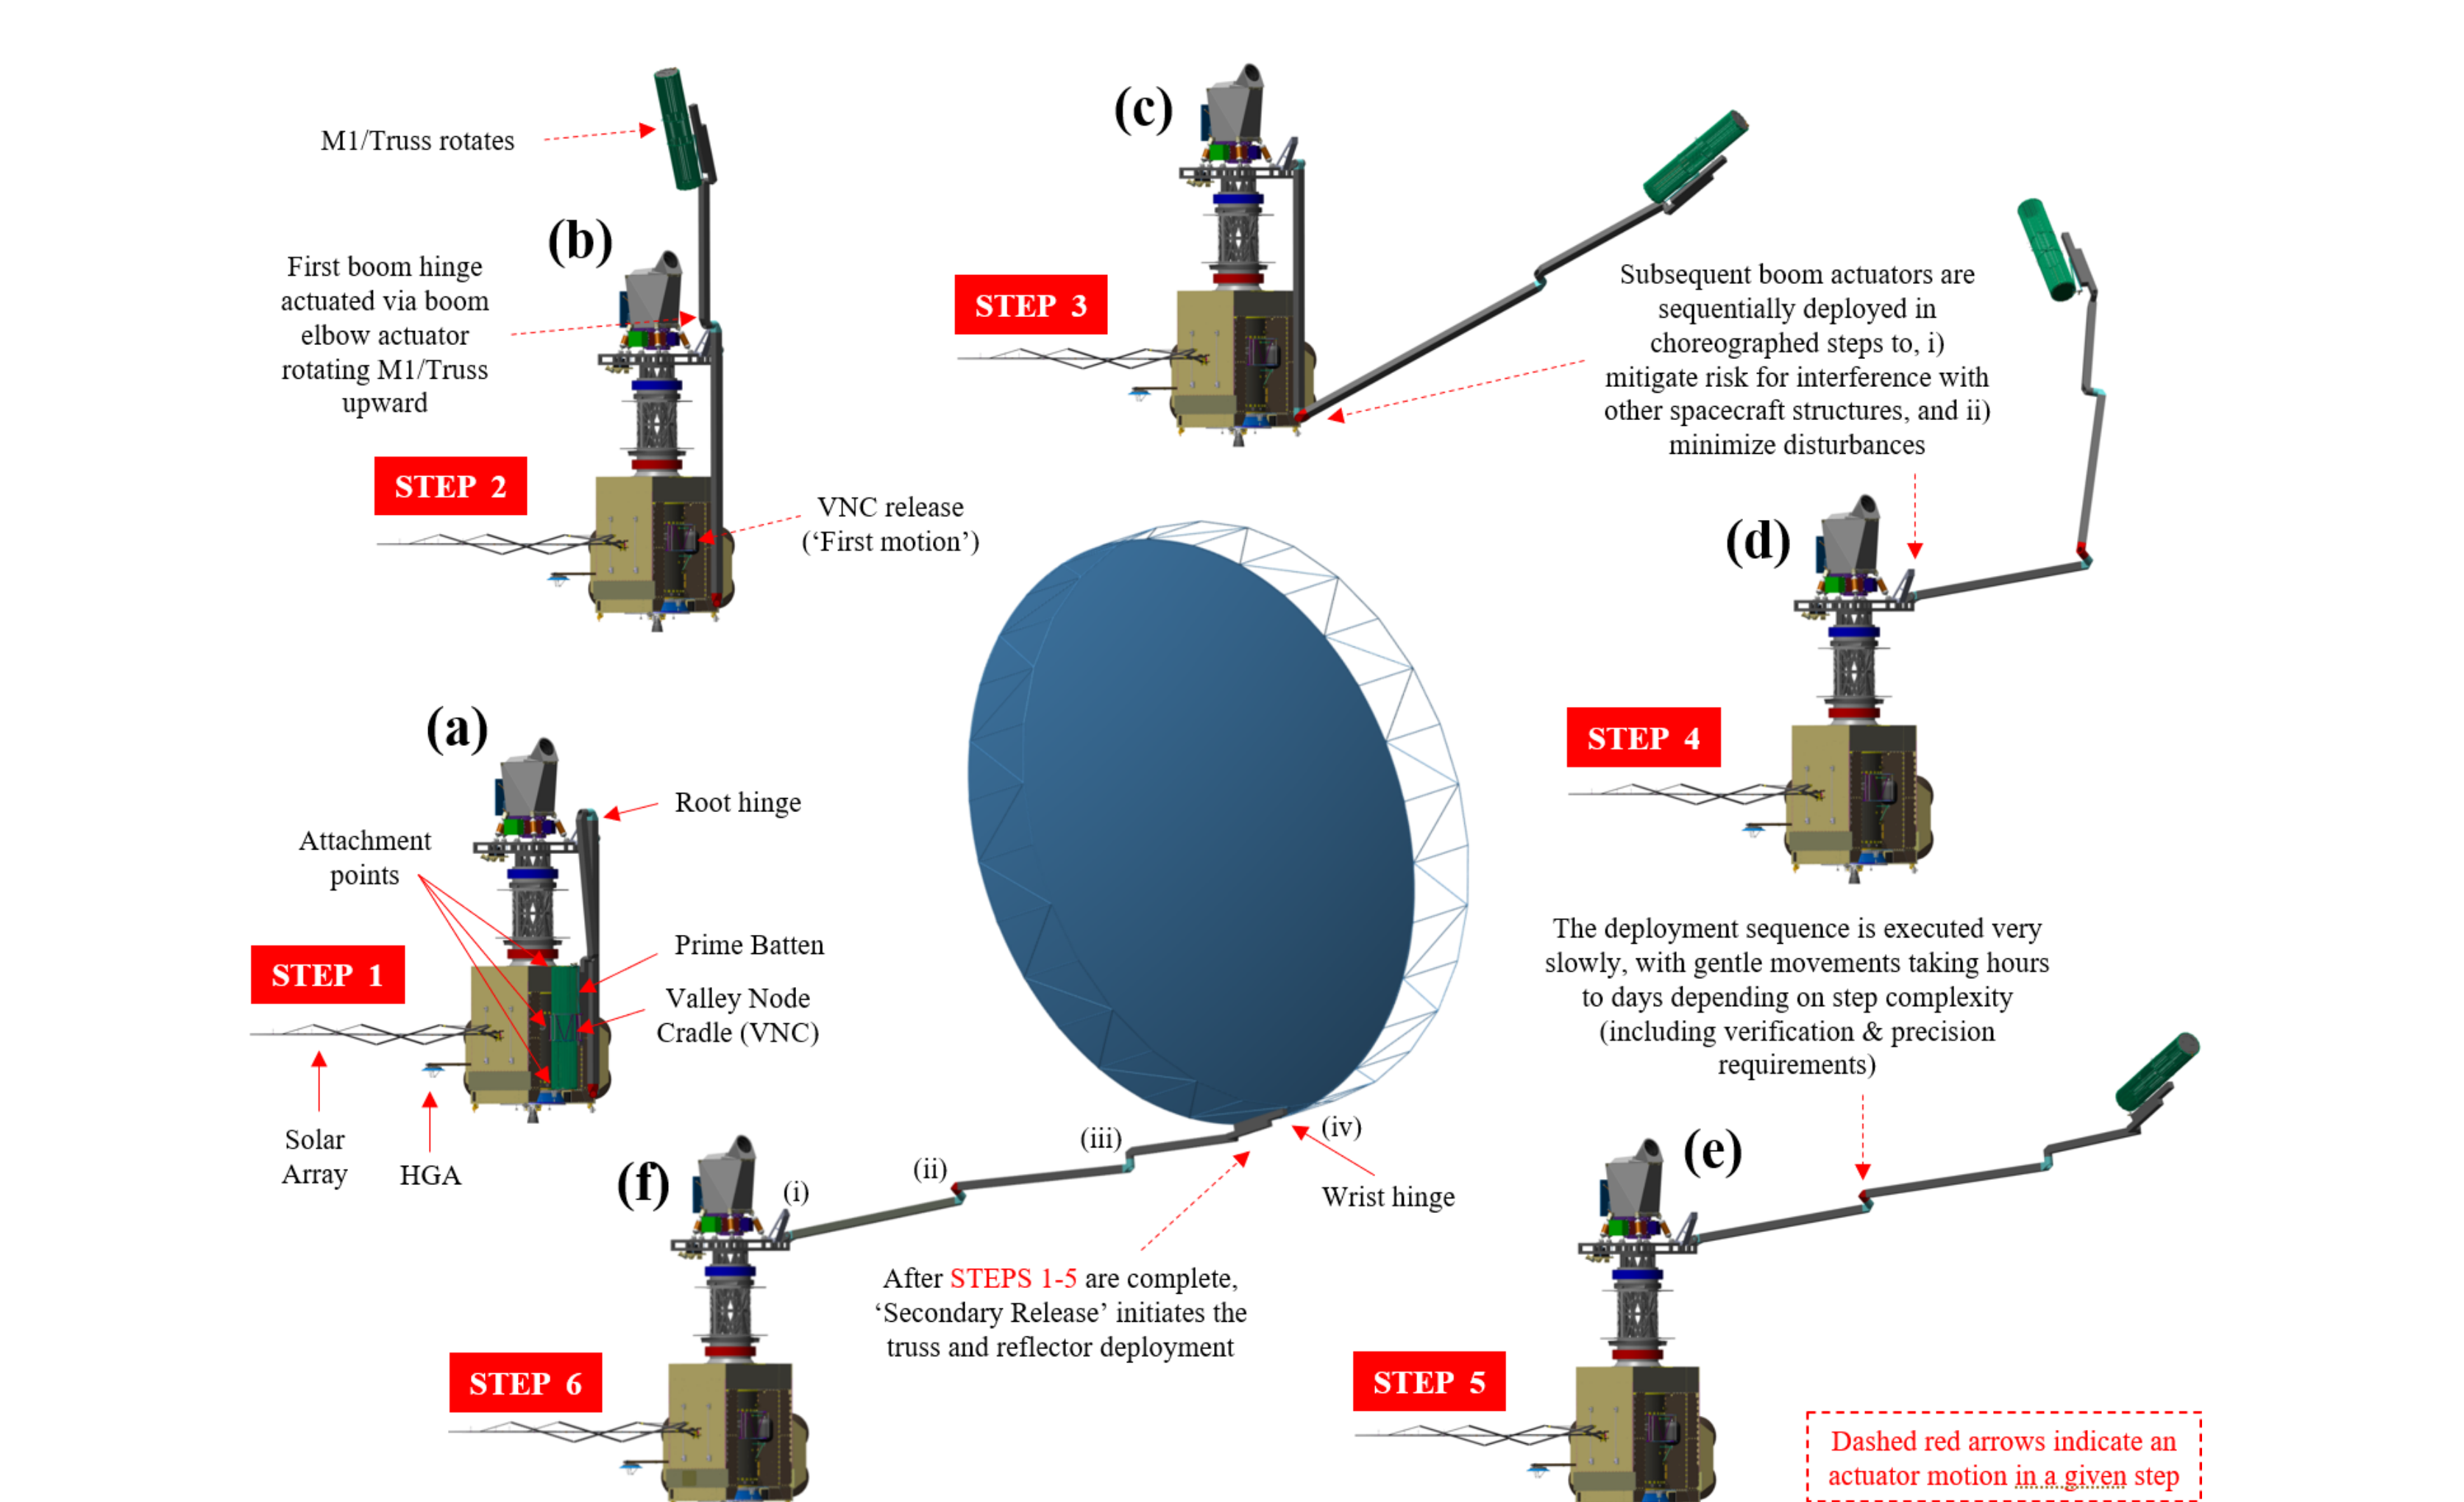 (a)
STEP 1
Attachment
points
Root hinge
Prime Batten
Valley Node
Cradle (VNC)
Solar
Array
HGA
(b)
STEP 2
M1/Truss rotates
First boom hinge
actuated via boom
elbow actuator
rotating M1/Truss
upward
VNC release
(‘First motion’)
(c)
STEP 3
Subsequent boom actuators are
sequentially deployed in
choreographed steps to, i)
mitigate risk for interference with
other spacecraft structures, and ii)
minimize disturbances
(d)
STEP 4
The deployment sequence is executed very
slowly, with gentle movements taking hours
to days depending on step complexity
(including verification & precision
requirements)
(e)
STEP 5
(f)
STEP 6
(i)
(ii)
(iii)
(iv)
Wrist hinge
After STEPS 1-5 are complete,
‘Secondary Release’ initiates the
truss and reflector deployment
Dashed red arrows indicate an
actuator motion in a given step